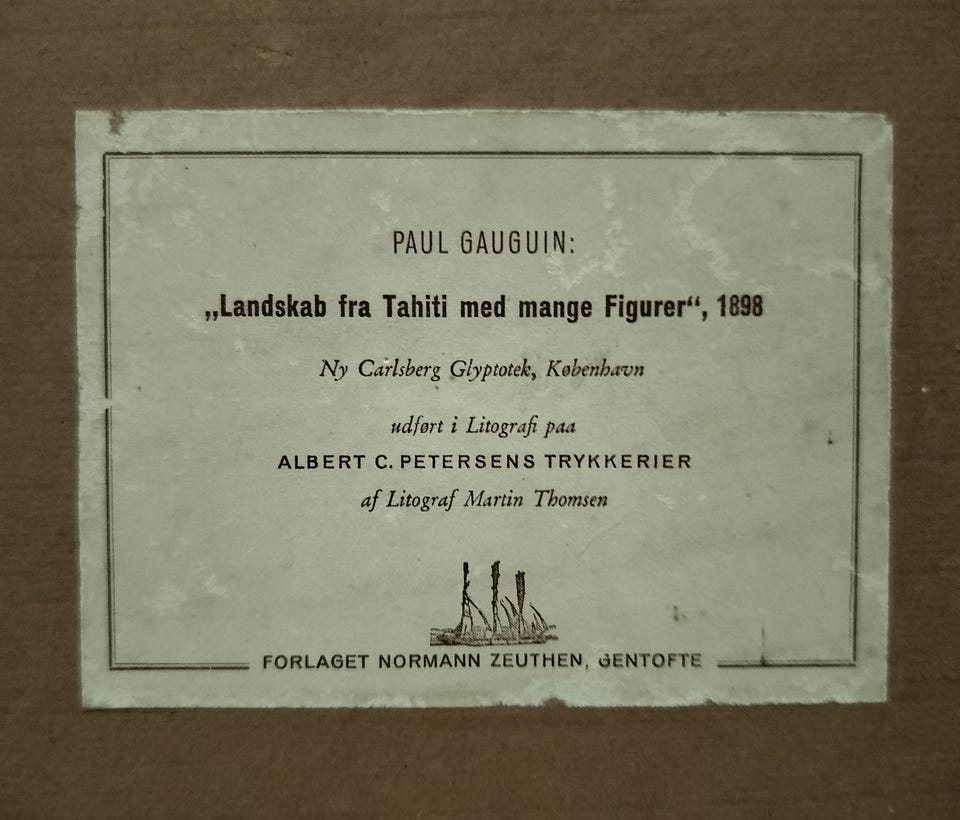 PAUL GAUGUIN:
„Landskab fra Tahiti med mange Figurer“, 1898
Ny Carlsberg Glyptotek, København
udført i Litografi paa
ALBERT C. PETERSENS TRYKKERIER
af Litograf Martin Thomsen
FORLAGET NORMANN ZEUTHEN, GENTOFTE